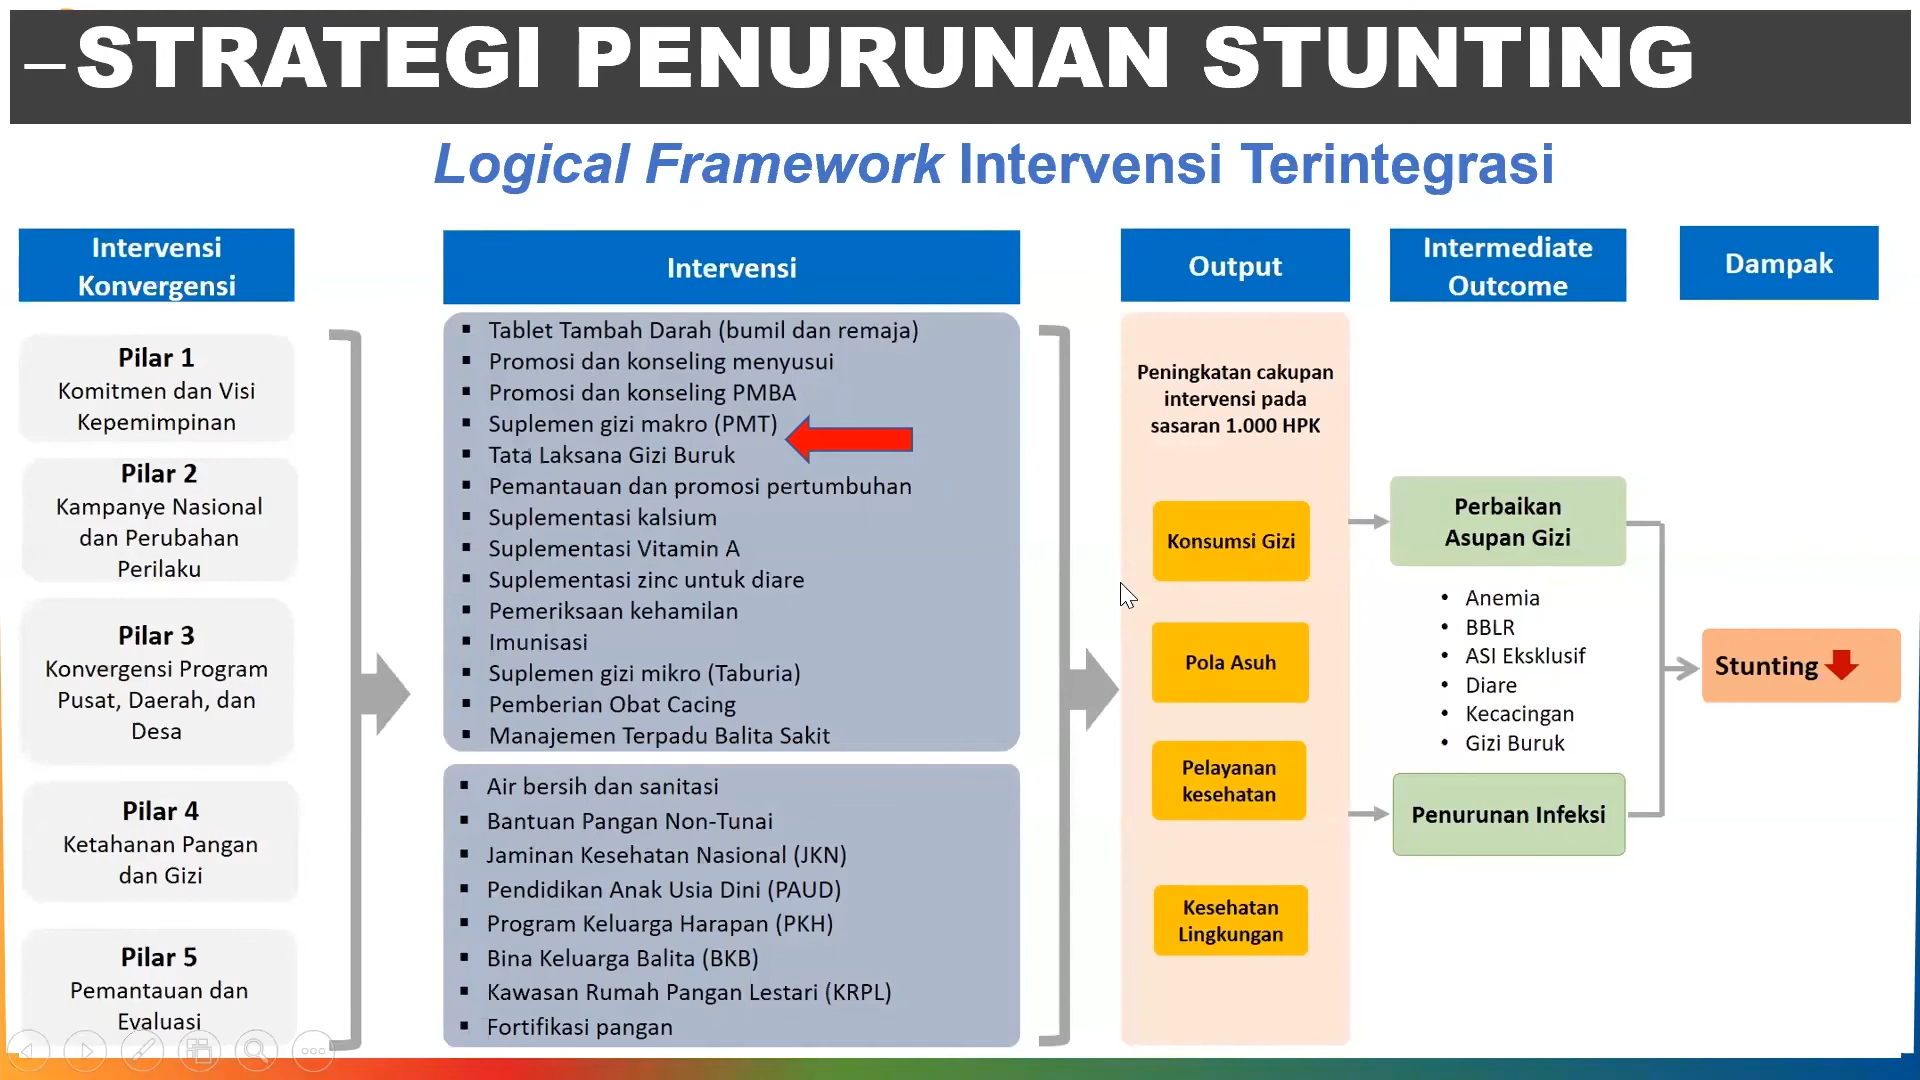 –STRATEGI PENURUNAN STUNTING
Logical Framework Intervensi Terintegrasi
Intervensi
Konvergensi
Pilar 1
Komitmen dan Visi
Kepemimpinan
Pilar 2
Kampanye Nasional
dan Perubahan
Perilaku
Pilar 3
Konvergensi Program
Pusat, Daerah, dan
Desa
Pilar 4
Ketahanan Pangan
dan Gizi
Pilar 5
Pemantauan dan
Evaluasi
Intervensi
▪ Tablet Tambah Darah (bumil dan remaja)
▪ Promosi dan konseling menyusui
▪ Promosi dan konseling PMBA
▪ Suplemen gizi makro (PMT)
▪ Tata Laksana Gizi Buruk
▪ Pemantauan dan promosi pertumbuhan
▪ Suplementasi kalsium
▪ Suplementasi Vitamin A
▪ Suplementasi zinc untuk diare
▪ Pemeriksaan kehamilan
▪ Imunisasi
▪ Suplemen gizi mikro (Taburia)
▪ Pemberian Obat Cacing
▪ Manajemen Terpadu Balita Sakit
▪ Air bersih dan sanitasi
▪ Bantuan Pangan Non-Tunai
▪ Jaminan Kesehatan Nasional (JKN)
▪ Pendidikan Anak Usia Dini (PAUD)
▪ Program Keluarga Harapan (PKH)
▪ Bina Keluarga Balita (BKB)
▪ Kawasan Rumah Pangan Lestari (KRPL)
▪ Fortifikasi pangan
Output
Peningkatan cakupan
intervensi pada
sasaran 1.000 HPK
Konsumsi Gizi
Pola Asuh
Pelayanan
kesehatan
Kesehatan
Lingkungan
Intermediate
Outcome
Perbaikan
Asupan Gizi
• Anemia
• BBLR
• ASI Eksklusif
• Diare
• Kecacingan
• Gizi Buruk
Penurunan Infeksi
Dampak
Stunting